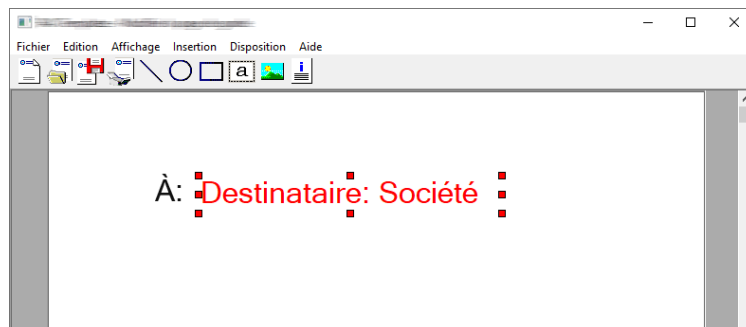 Fichier Edition Affichage Insertion Disposition Aide
a
À: Destinataire: Société